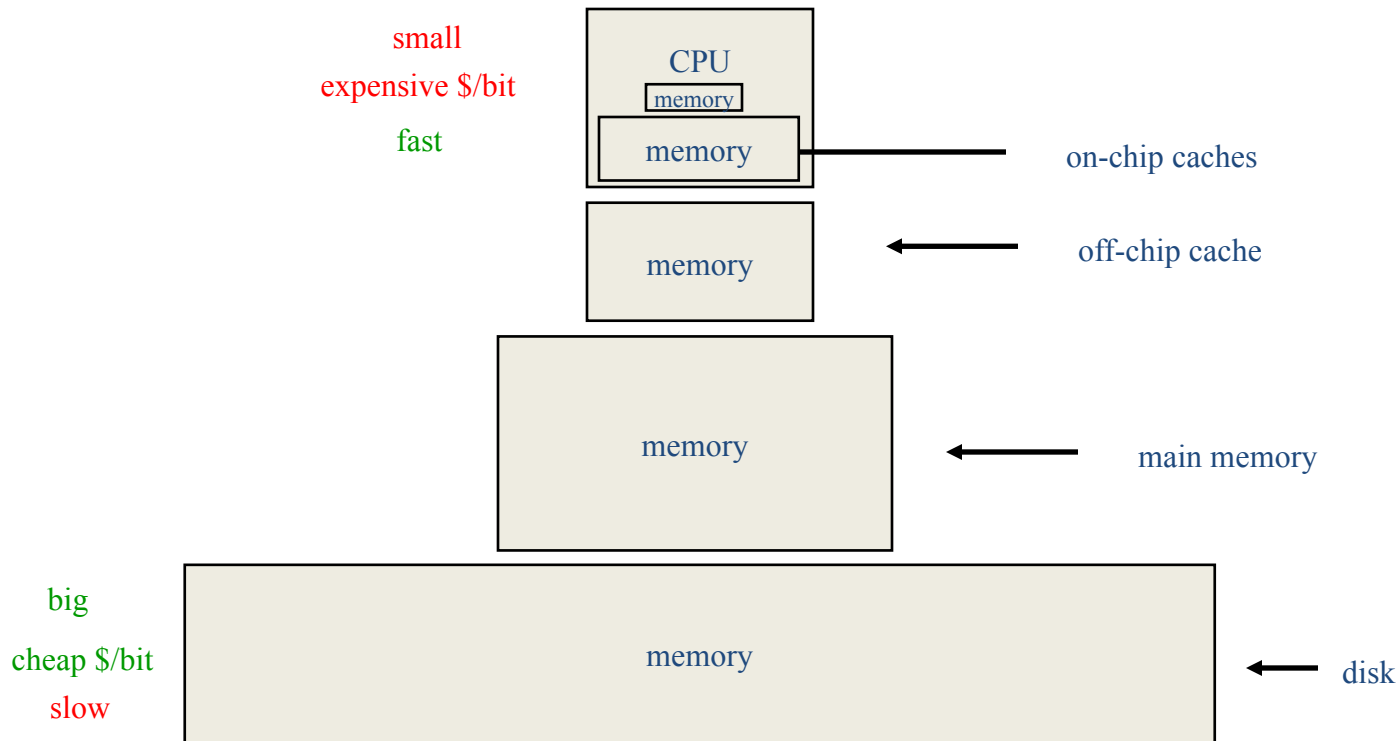 small
expensive $/bit
fast
CPU
memory
memory
on-chip caches
memory
off-chip cache
memory
main memory
big
cheap $/bit
slow
memory
disk